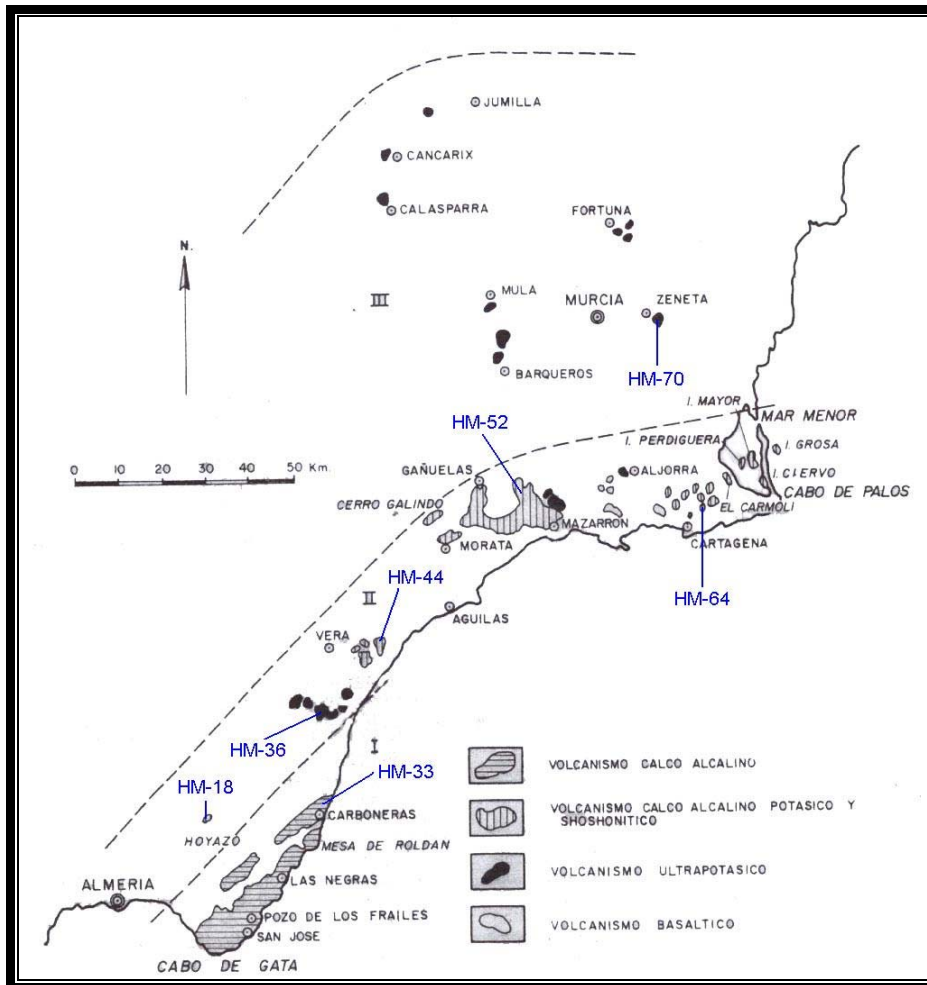 JUMILLA
CANCARIX
CALASPARRA
FORTUNA
N.
III
MULA
MURCIA
ZENETA
BARQUEROS
HM-70
I. MAYOR
MAR MENOR
HM-52
I. PERDIGUERA
I. GROSA
0 10 20 30 40 50 Km.
GAÑUELAS
ALJORRA
I. CIERVO
CABO DE PALOS
CERRO GALINDO
EL CARMOLI
MAZARRON
CARTAGENA
MORATA
HM-44
HM-64
II
AGUILAS
VERA
HM-36
I
HM-33
VOLCANISMO CALCO ALCALINO
HM-18
CARBONERAS
VOLCANISMO CALCO ALCALINO POTASICO Y
SHOSHONITICO
HOYAZO
MESA DE ROLDAN
VOLCANISMO ULTRAPOTASICO
LAS NEGRAS
ALMERIA
POZO DE LOS FRAILES
VOLCANISMO BASALTICO
SAN JOSE
CABO DE GATA